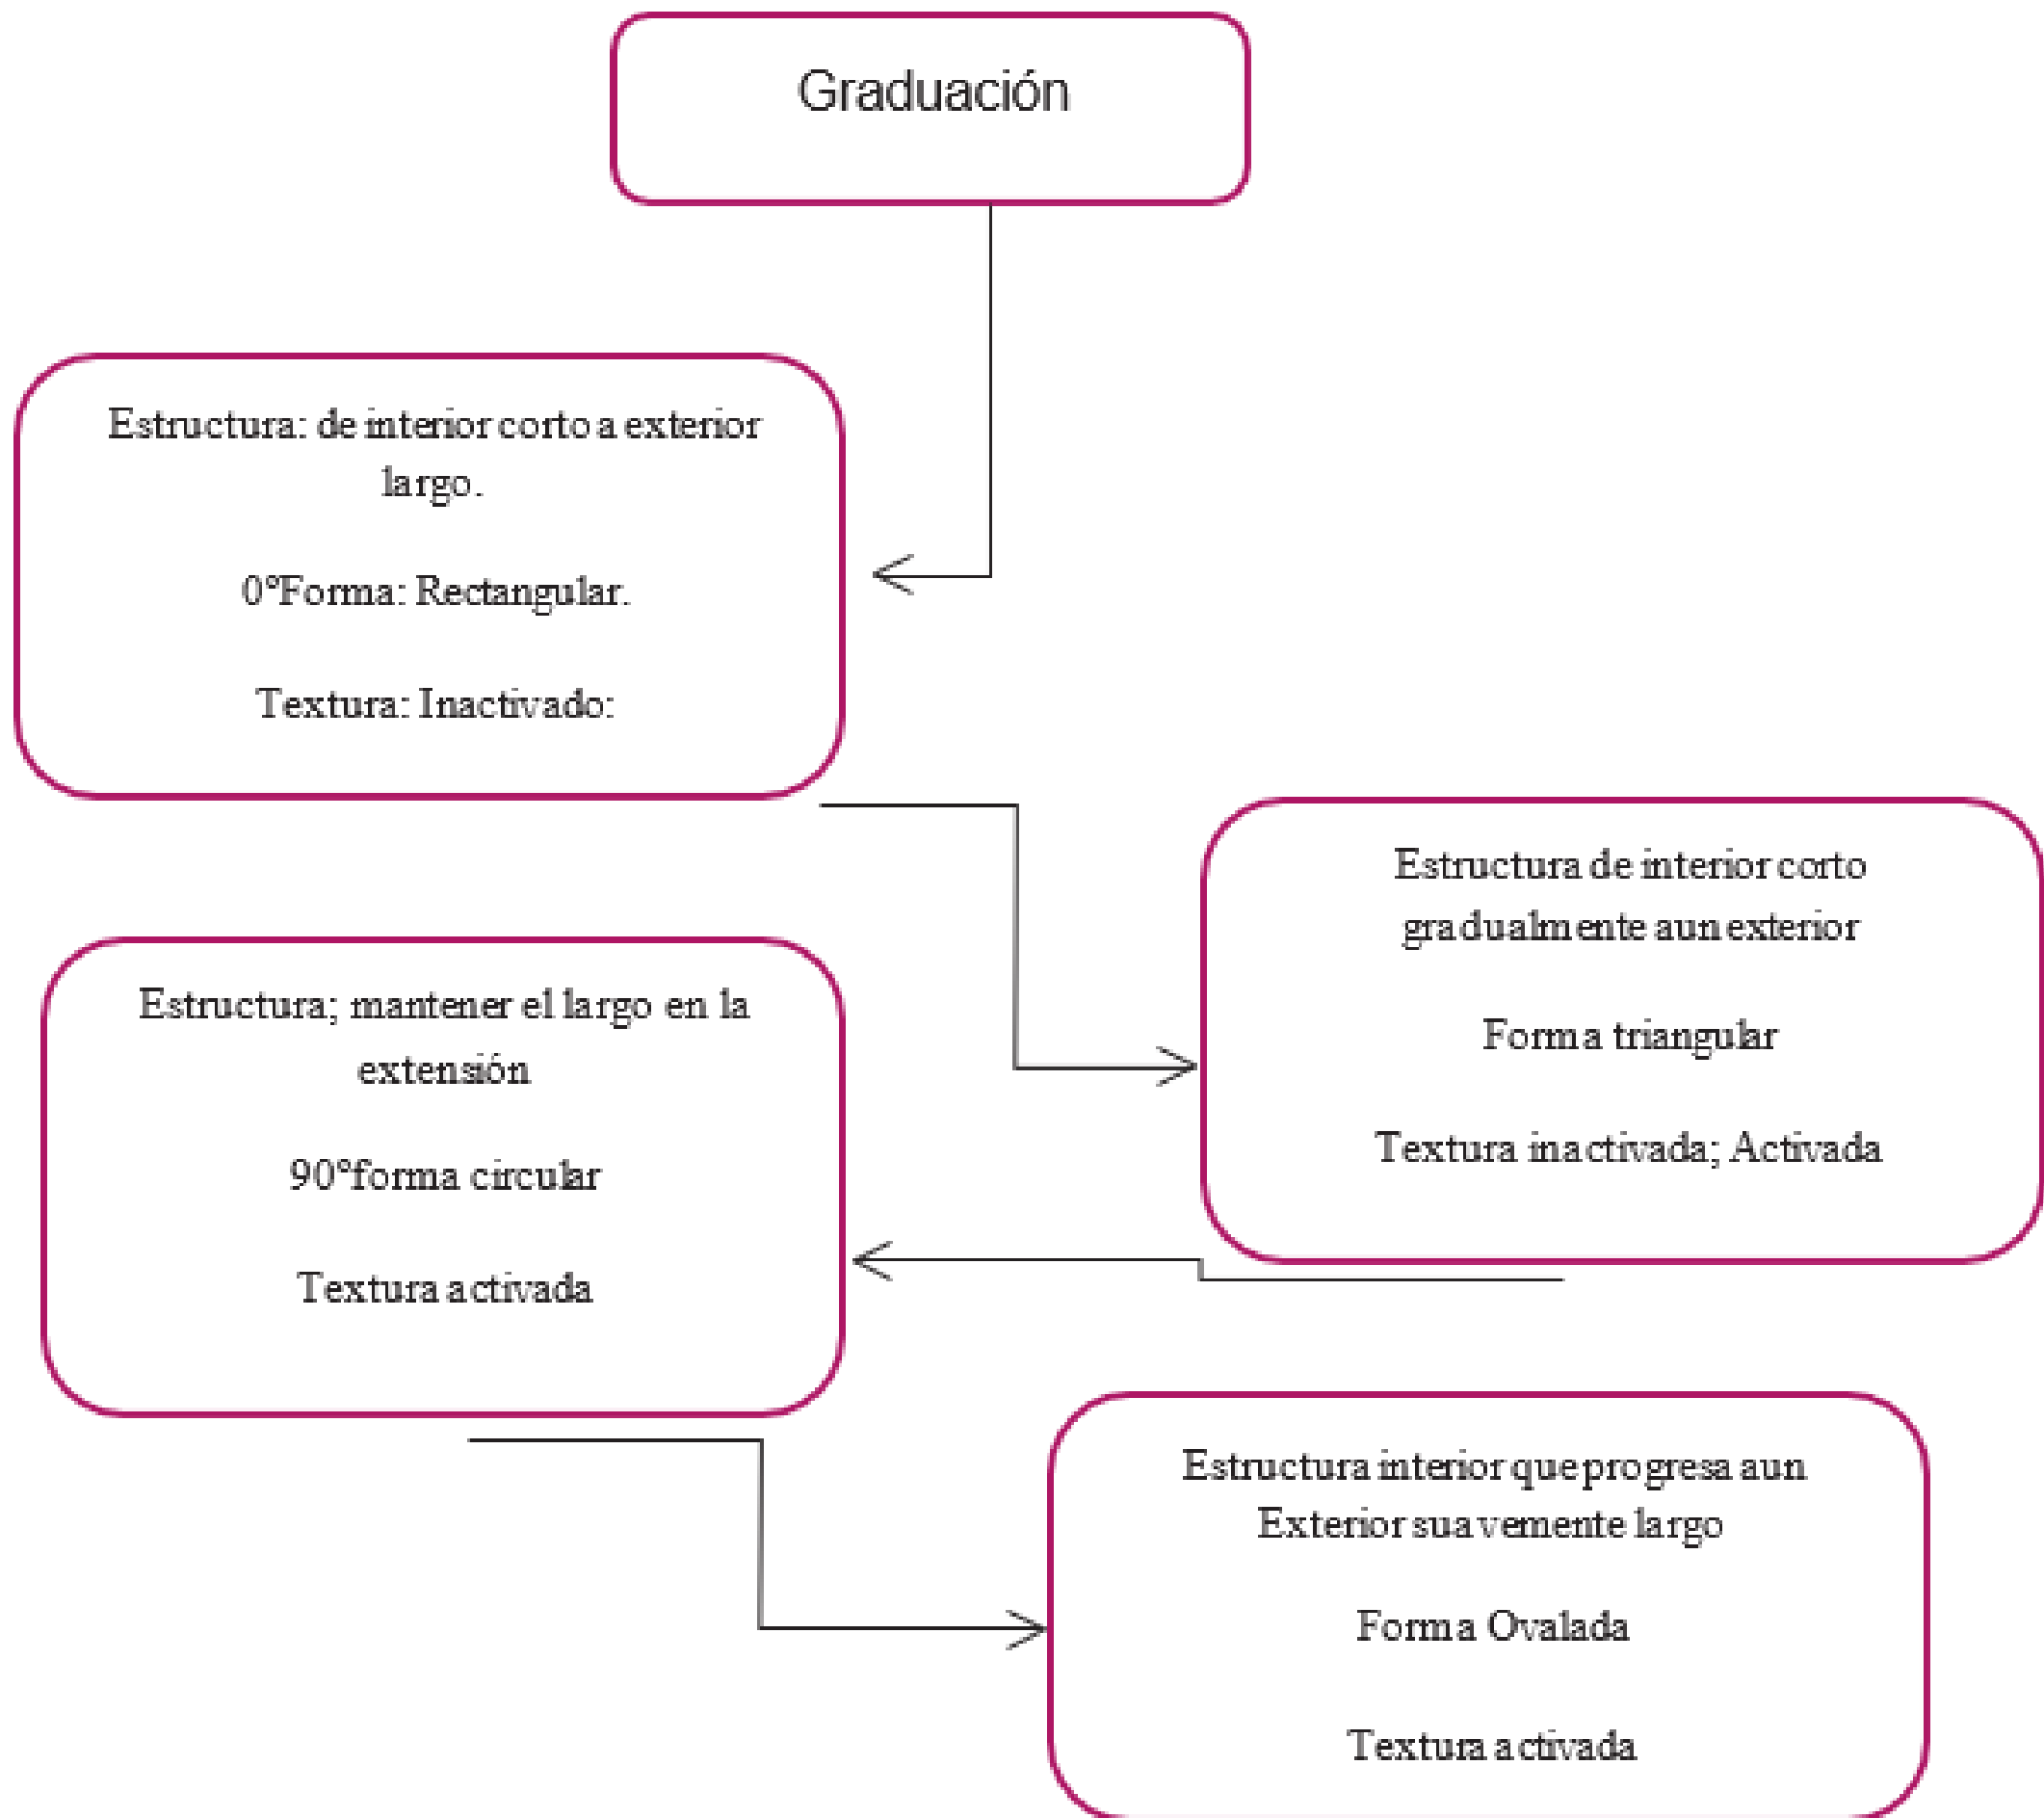 Graduación
Estructura: de interior corto a exterior
largo.
0°Forma: Rectangular.
Textura: Inactivado:
Estructura de interior corto
gradualmente aun exterior
Forma triangular
Textura inactivada; Activada
Estructura; mantener el largo en la
extensión
90°forma circular
Textura activada
Estructura interior que progresa aun
Exterior suavemente largo
Forma Ovalada
Textura activada